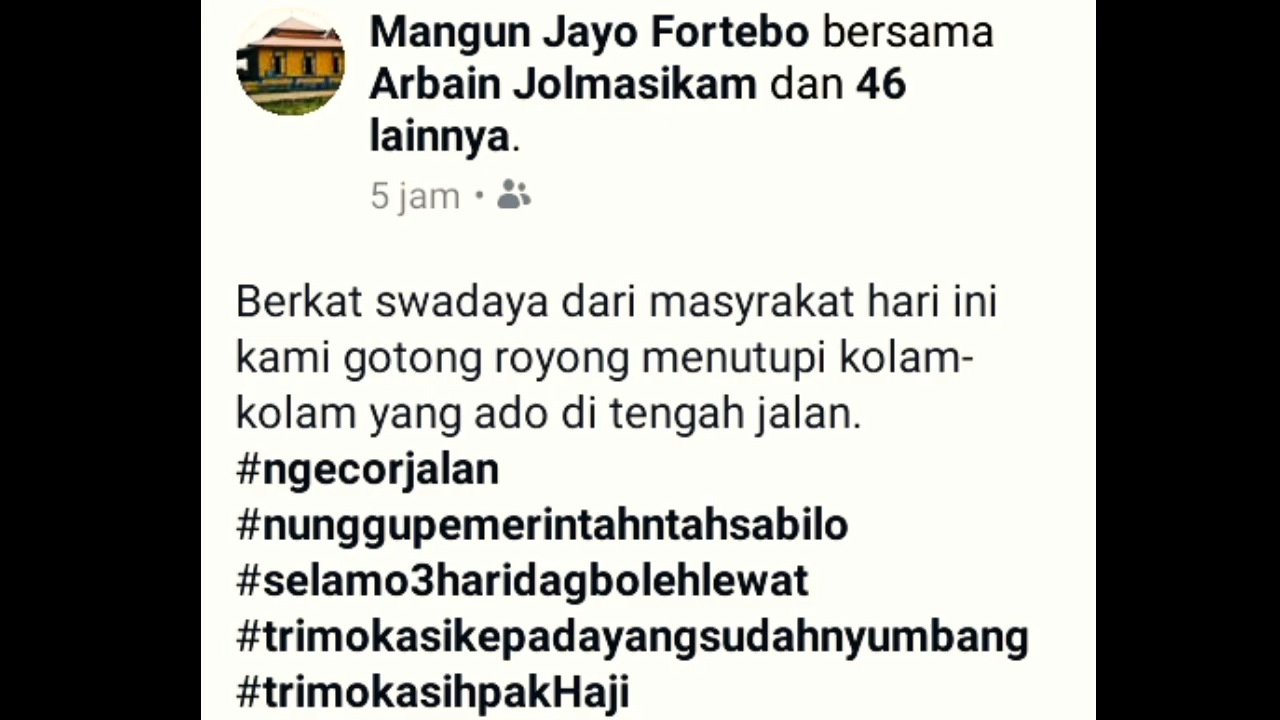 Mangun Jayo Fortebo bersama
Arbain Jolmasikam dan 46
lainnya.
5 jam •
Berkat swadaya dari masyrakat hari ini
kami gotong royong menutupi kolam-
kolam yang ado di tengah jalan.
#ngecorjalan
#nunggupemerintahntahsabilo
#selamo3haridagbolehlewat
#trimokasikepadayangsudahnyumbang
#trimokasihpakHaji